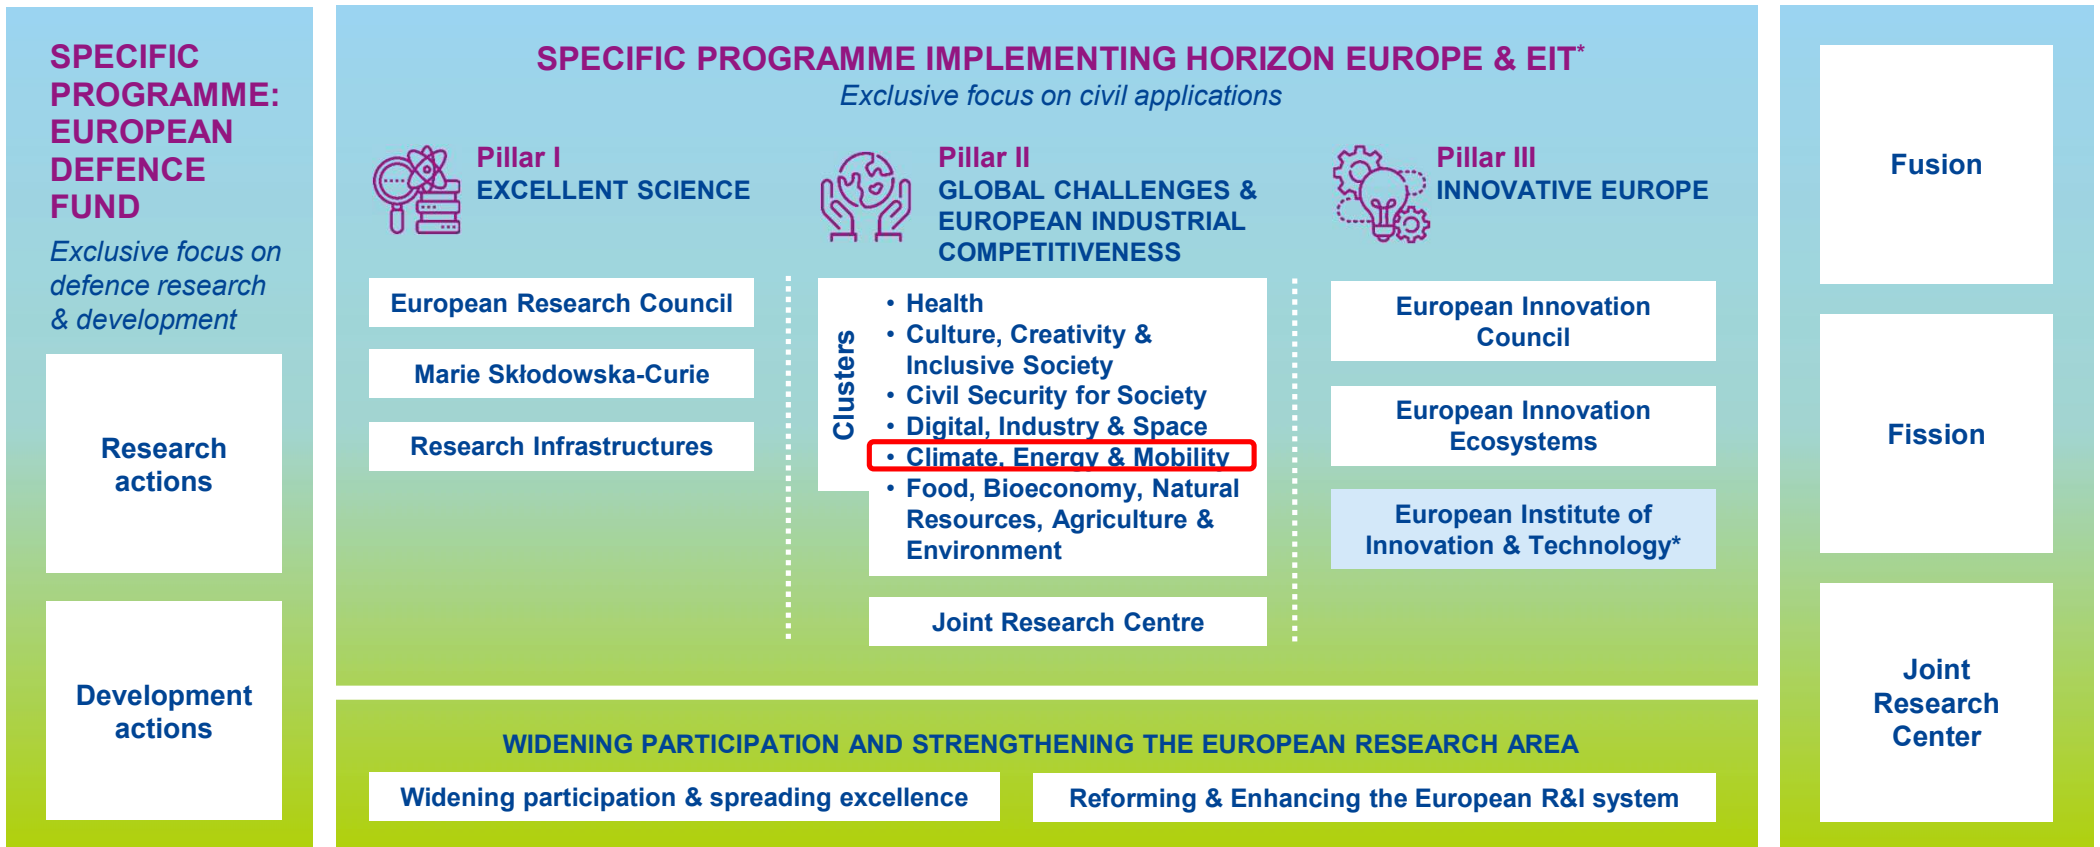 SPECIFIC
PROGRAMME:
EUROPEAN
DEFENCE
FUND
Exclusive focus on
defence research
& development
Research
actions
Development
actions
SPECIFIC PROGRAMME IMPLEMENTING HORIZON EUROPE & EIT*
Exclusive focus on civil applications
Pillar I
EXCELLENT SCIENCE
European Research Council
Marie Skłodowska-Curie
Research Infrastructures
Pillar II
GLOBAL CHALLENGES &
EUROPEAN INDUSTRIAL
COMPETITIVENESS
Clusters
• Health
• Culture, Creativity &
Inclusive Society
• Civil Security for Society
• Digital, Industry & Space
• Climate, Energy & Mobility
• Food, Bioeconomy, Natural
Resources, Agriculture &
Environment
Joint Research Centre
Pillar III
INNOVATIVE EUROPE
European Innovation
Council
European Innovation
Ecosystems
European Institute of
Innovation & Technology*
WIDENING PARTICIPATION AND STRENGTHENING THE EUROPEAN RESEARCH AREA
Widening participation & spreading excellence
Reforming & Enhancing the European R&I system
Fusion
Fission
Joint
Research
Center